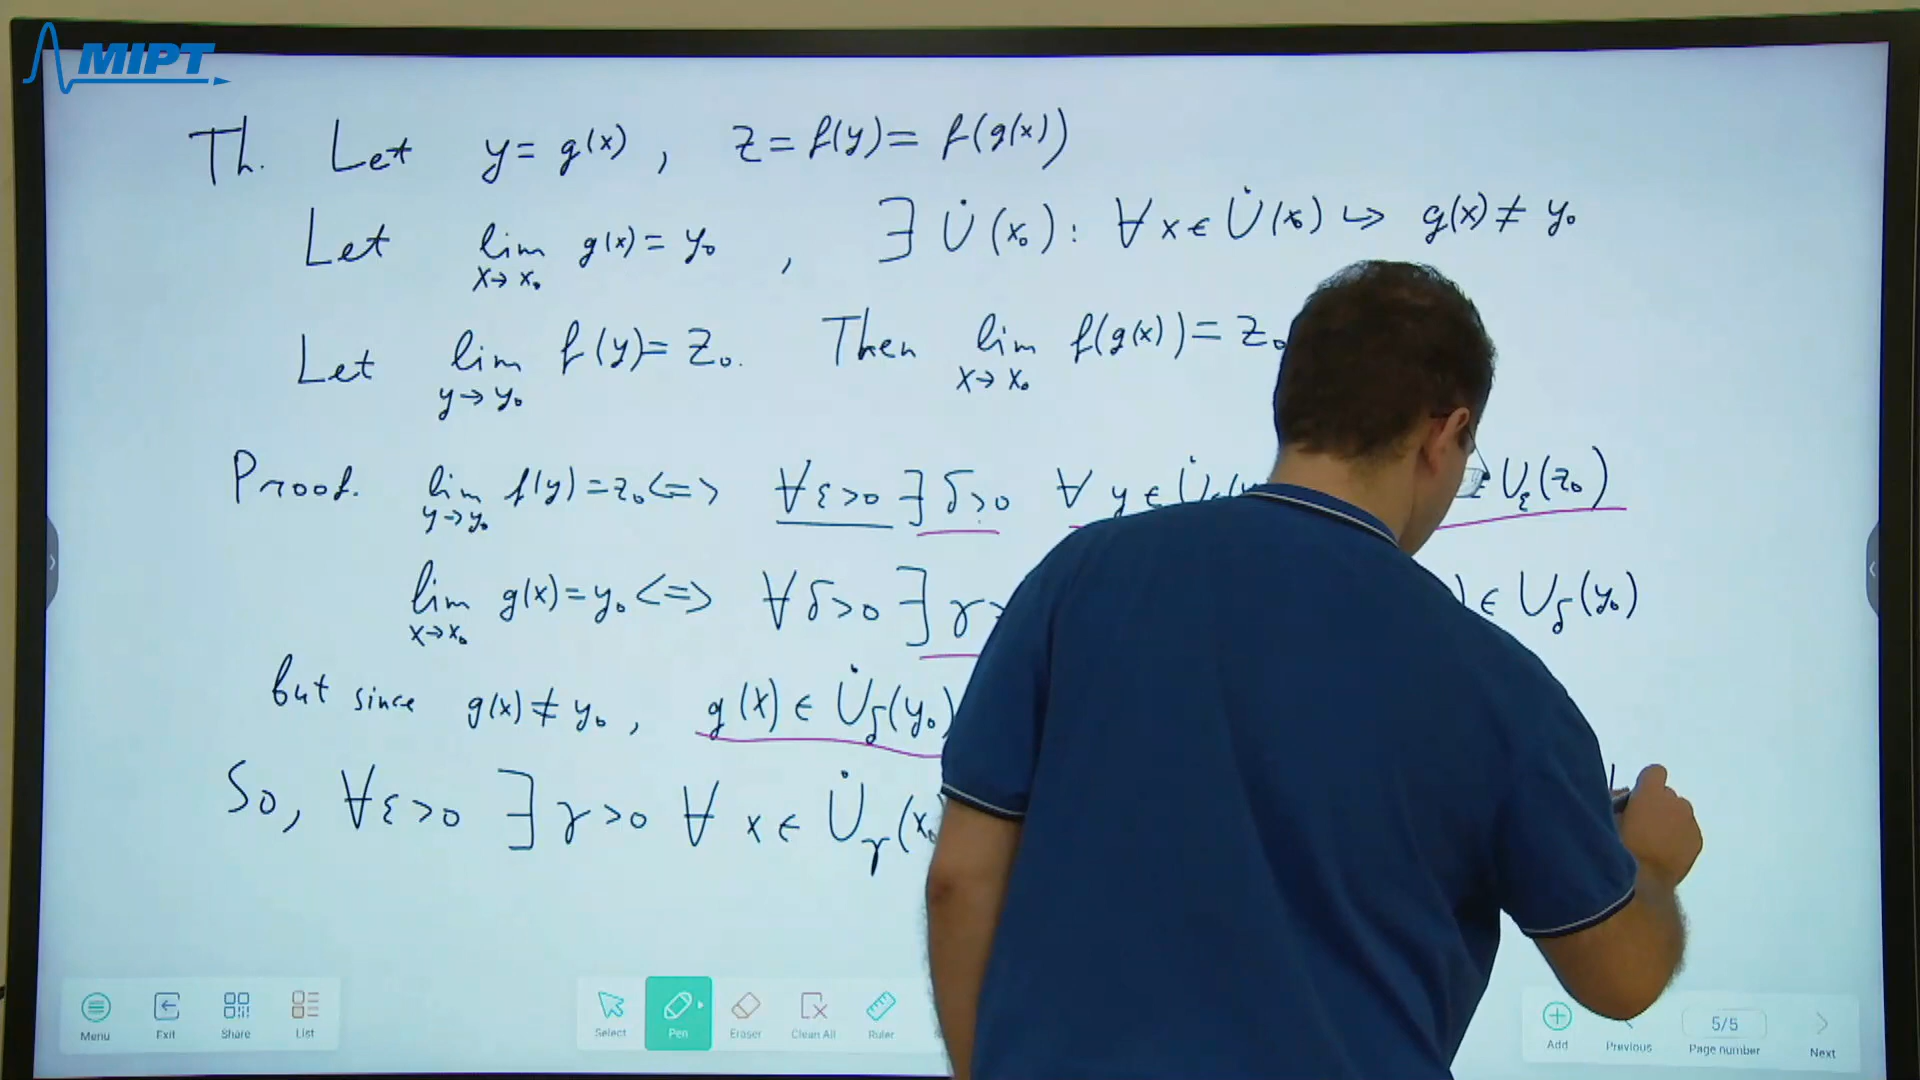 MIPT
Th. Let y = g(x), z = f(y) = f(g(x))
Let lim x→x₀ g(x) = y₀, ∃ U̇(x₀): ∀ x ∈ U̇(x₀) ↪ g(x) ≠ y₀
Let lim y→y₀ f(y) = z₀. Then lim x→x₀ f(g(x)) = z₀
Proof. lim y→y₀ f(y) = z₀ <=> ∀ε>0 ∃ δ>0 ∀ y ∈ U_ε(z₀)
lim x→x₀ g(x) = y₀ <=> ∀δ>0 ∃ γ ) ∈ U_δ(y₀)
but since g(x) ≠ y₀, g(x) ∈ U̇_δ(y₀)
So, ∀ε>0 ∃ γ>0 ∀ x ∈ U̇_γ(x₀
Menu Exit Share List Select Pen Eraser Clean All Ruler Add Previous 5/5 Page number Next